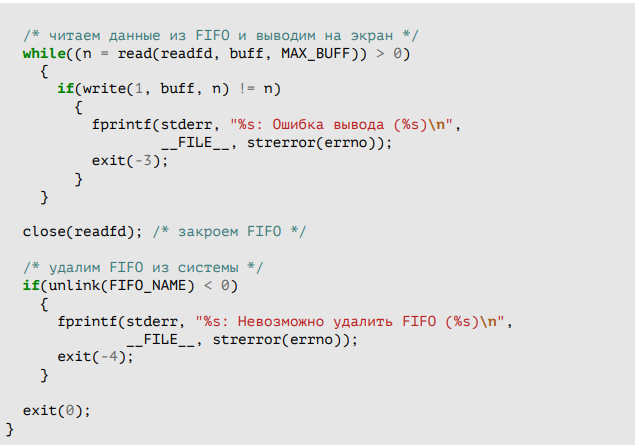 /* читаем данные из FIFO и выводим на экран */
while((n = read(readfd, buff, MAX_BUFF)) > 0)
{
if(write(1, buff, n) != n)
{
fprintf(stderr, "%s: Ошибка вывода (%s)\n",
__FILE__, strerror(errno));
exit(-3);
}
}
close(readfd); /* закроем FIFO */
/* удалим FIFO из системы */
if(unlink(FIFO_NAME) < 0)
{
fprintf(stderr, "%s: Невозможно удалить FIFO (%s)\n",
__FILE__, strerror(errno));
exit(-4);
}
exit(0);
}